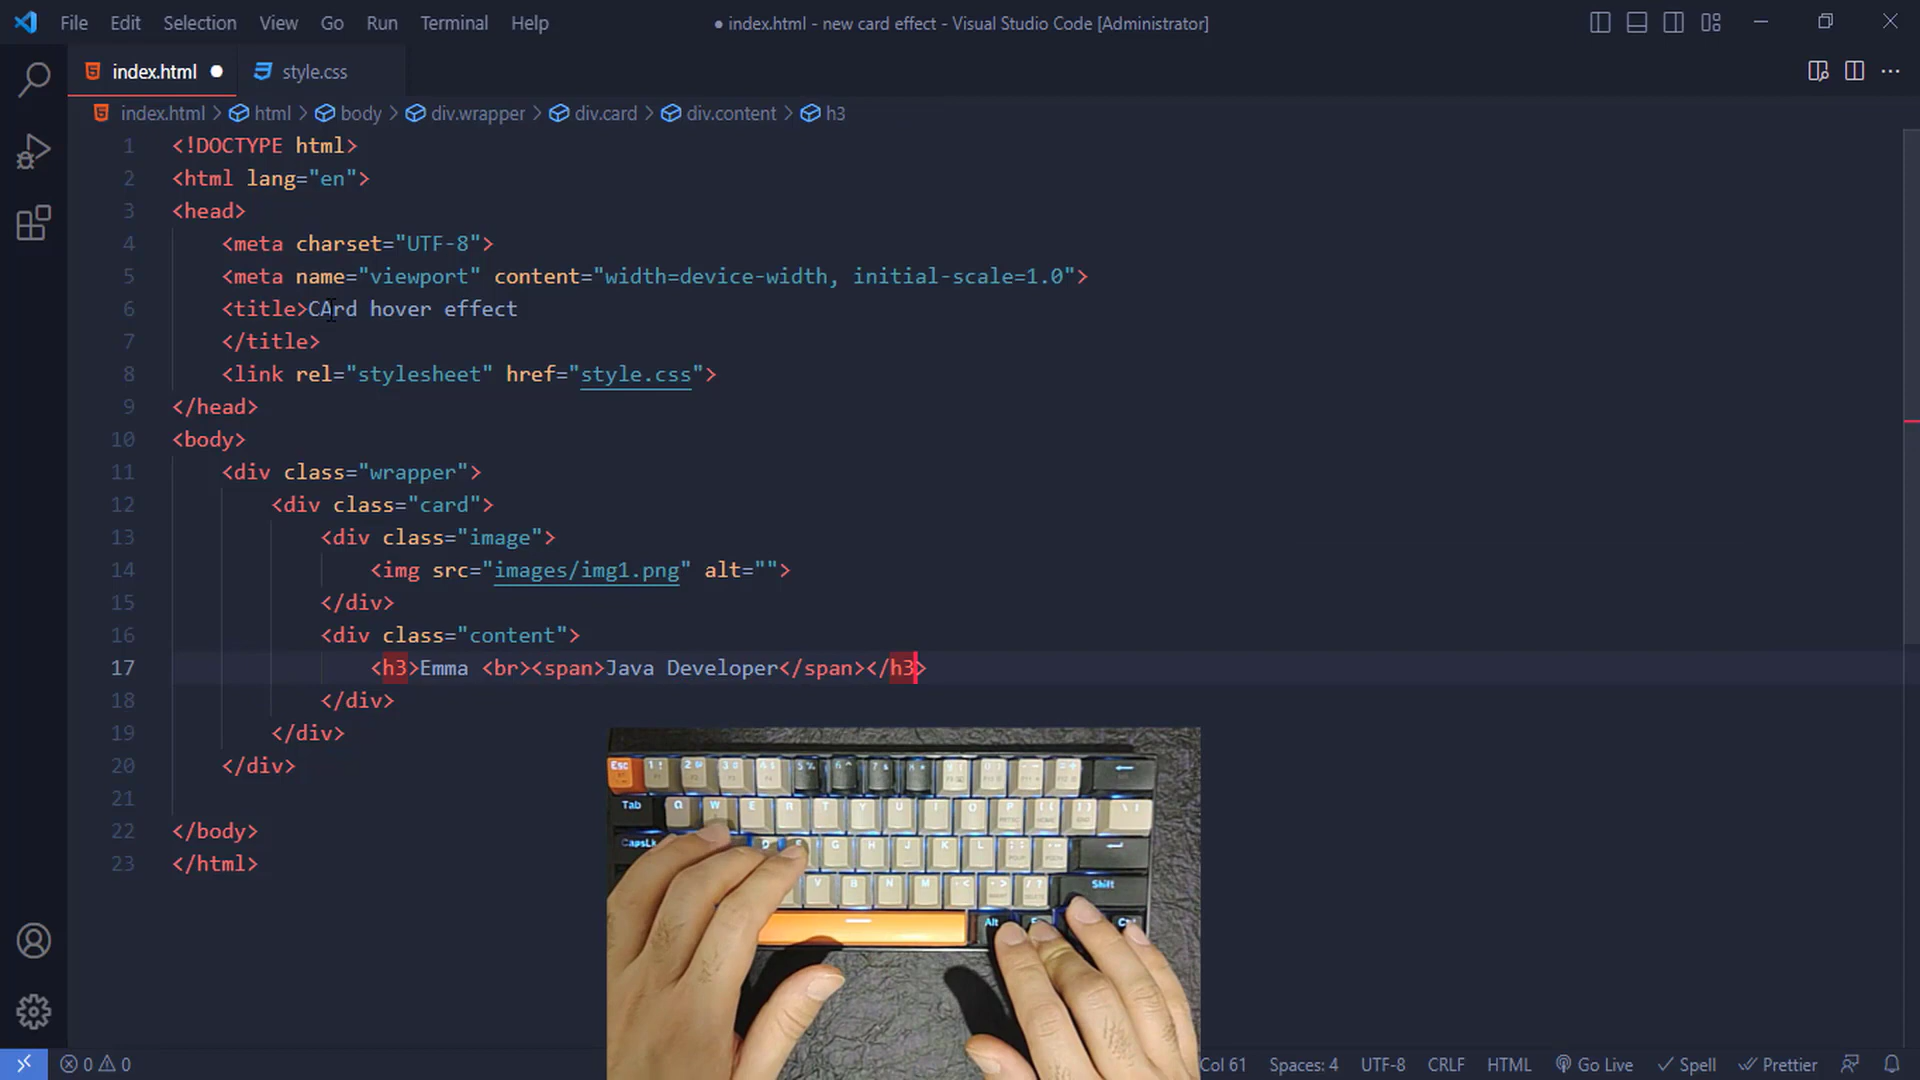 File Edit Selection View Go Run Terminal Help
● index.html - new card effect - Visual Studio Code [Administrator]
index.html ● style.css
index.html > html > body > div.wrapper > div.card > div.content > h3
1 <!DOCTYPE html>
2 <html lang="en">
3 <head>
4 <meta charset="UTF-8">
5 <meta name="viewport" content="width=device-width, initial-scale=1.0">
6 <title>CArd hover effect
7 </title>
8 <link rel="stylesheet" href="style.css">
9 </head>
10 <body>
11 <div class="wrapper">
12 <div class="card">
13 <div class="image">
14 <img src="images/img1.png" alt="">
15 </div>
16 <div class="content">
17 <h3>Emma <br><span>Java Developer</span></h3>
18 </div>
19 </div>
20 </div>
21
22 </body>
23 </html>
Esc
Tab Q W E R T Y U I O P
CapsLk G H J K L
V B N M Shift
Alt
0 0 Col 61 Spaces: 4 UTF-8 CRLF HTML Go Live Spell Prettier